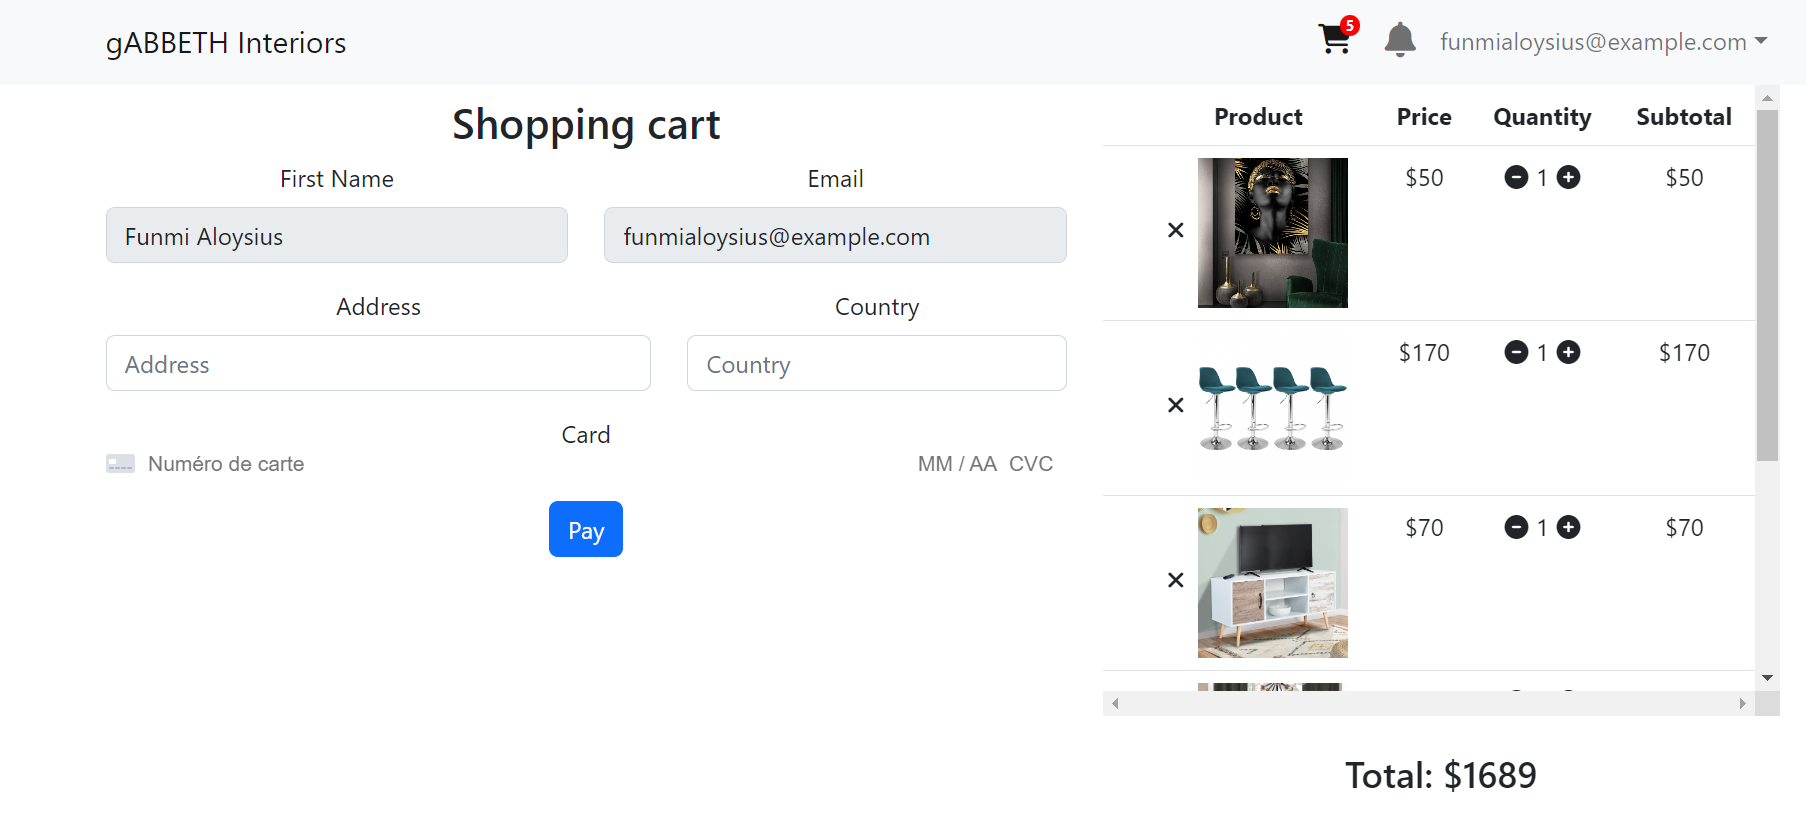 gABBETH Interiors
5
funmialoysius@example.com
Shopping cart
First Name
Email
Funmi Aloysius
funmialoysius@example.com
Address
Country
Address
Country
Card
Numéro de carte
MM / AA CVC
Pay
Product Price Quantity Subtotal
$50 1 $50
$170 1 $170
$70 1 $70
Total: $1689